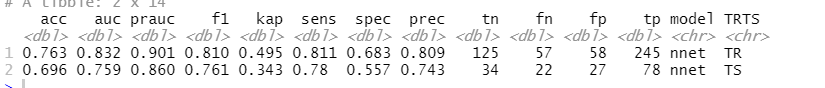 # A tibble: 2 x 14
acc auc prauc f1 kap sens spec prec tn fn fp tp model TRTS
<dbl> <dbl> <dbl> <dbl> <dbl> <dbl> <dbl> <dbl> <dbl> <dbl> <dbl> <dbl> <chr> <chr>
1 0.763 0.832 0.901 0.810 0.495 0.811 0.683 0.809 125 57 58 245 nnet TR
2 0.696 0.759 0.860 0.761 0.343 0.78 0.557 0.743 34 22 27 78 nnet TS
>